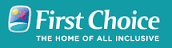 First Choice
THE HOME OF ALL INCLUSIVE